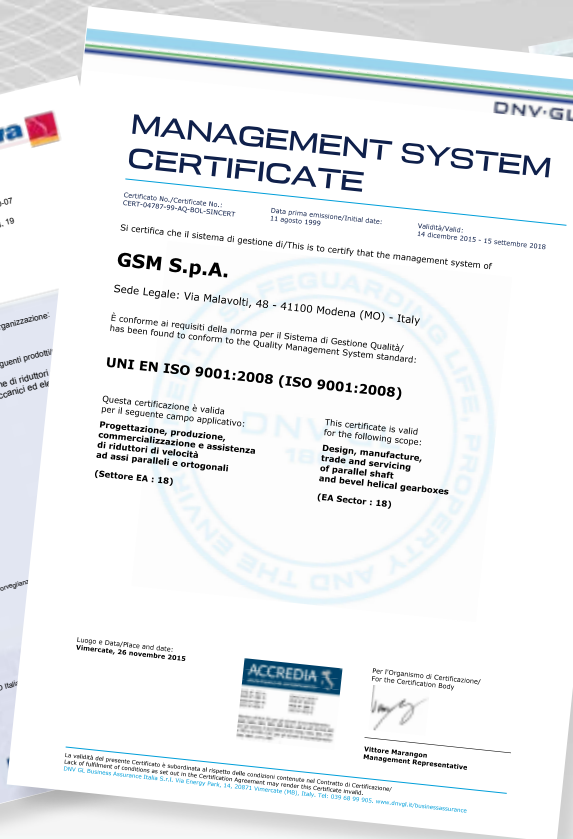 DNV·GL
MANAGEMENT SYSTEM
CERTIFICATE
Certificato No./Certificate No.:
CERT-04787-99-AQ-BOL-SINCERT
Data prima emissione/Initial date:
11 agosto 1999
Validità/Valid:
14 dicembre 2015 - 15 settembre 2018
Si certifica che il sistema di gestione di/This is to certify that the management system of
GSM S.p.A.
Sede Legale: Via Malavolti, 48 - 41100 Modena (MO) - Italy
È conforme ai requisiti della norma per il Sistema di Gestione Qualità/
has been found to conform to the Quality Management System standard:
UNI EN ISO 9001:2008 (ISO 9001:2008)
Questa certificazione è valida
per il seguente campo applicativo:
Progettazione, produzione,
commercializzazione e assistenza
di riduttori di velocità
ad assi paralleli e ortogonali
(Settore EA : 18)
This certificate is valid
for the following scope:
Design, manufacture,
trade and servicing
of parallel shaft
and bevel helical gearboxes
(EA Sector : 18)
Luogo e Data/Place and date:
Vimercate, 26 novembre 2015
ACCREDIA
Per l'Organismo di Certificazione/
For the Certification Body
Vittore Marangon
Management Representative
La validità del presente Certificato è subordinata al rispetto delle condizioni contenute nel Contratto di Certificazione/
Lack of fulfilment of conditions as set out in the Certification Agreement may render this Certificate invalid.
DNV GL Business Assurance Italia S.r.l. Via Energy Park, 14, 20871 Vimercate (MB), Italy. Tel: 039 68 99 905, www.dnvgl.it/businessassurance